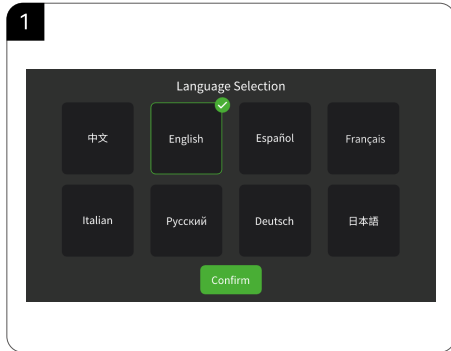 1
Language Selection
中文 English Español Français
Italian Русский Deutsch 日本語
Confirm